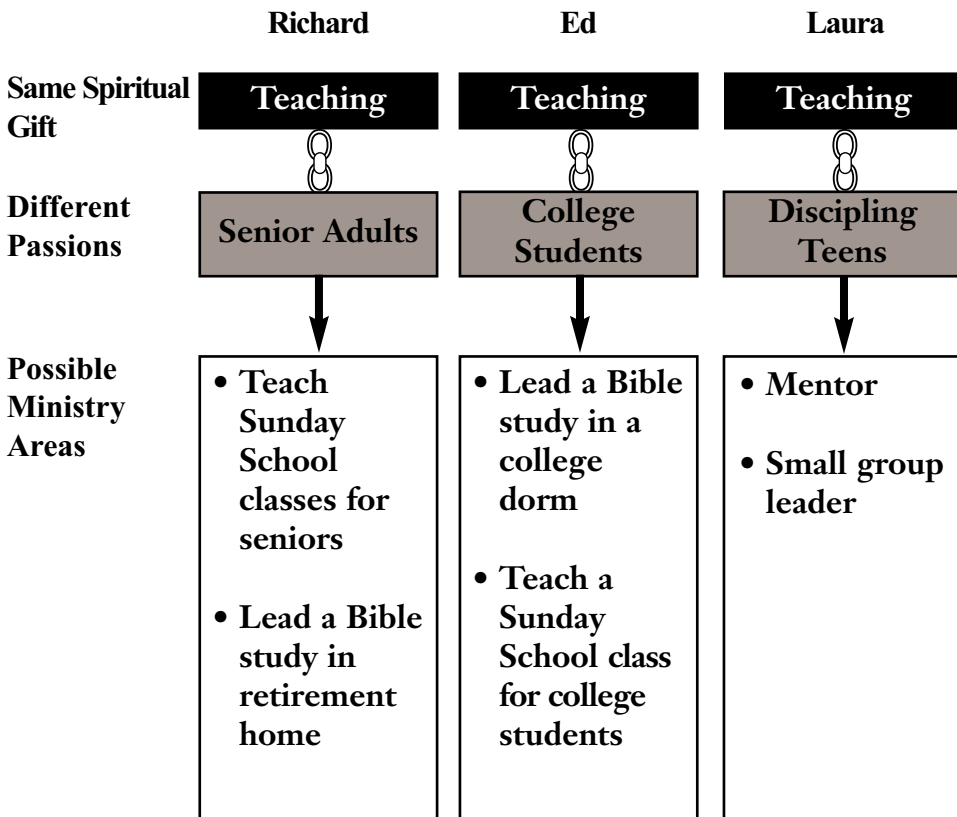 Richard Ed Laura
Same Spiritual
Gift
Teaching Teaching Teaching
Different
Passions
Senior Adults
College
Students
Discipling
Teens
Possible
Ministry
Areas
• Teach
Sunday
School
classes for
seniors
• Lead a Bible
study in
retirement
home
• Lead a Bible
study in a
college
dorm
• Teach a
Sunday
School class
for college
students
• Mentor
• Small group
leader